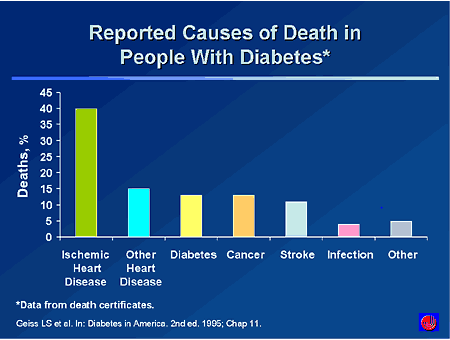 Reported Causes of Death in
People With Diabetes*
45
40
35
30
25
20
15
10
5
0
Deaths, %
Ischemic
Heart
Disease
Other
Heart
Disease
Diabetes
Cancer
Stroke
Infection
Other
*Data from death certificates.
Geiss LS et al. In: Diabetes in America. 2nd ed. 1995; Chap 11.